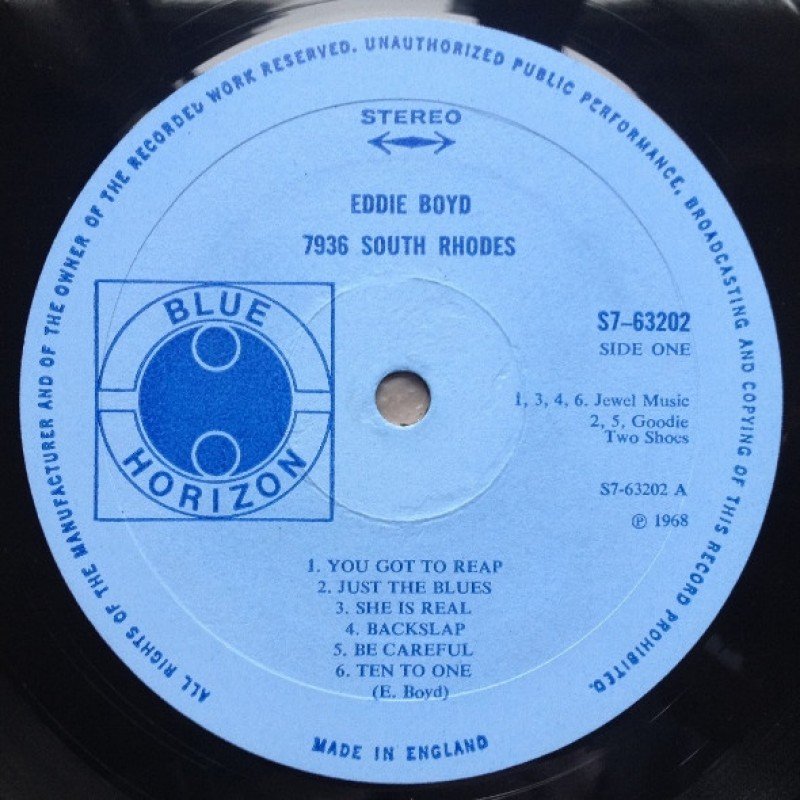 ALL RIGHTS OF THE MANUFACTURER AND OF THE OWNER OF THE RECORDED WORK RESERVED. UNAUTHORIZED PUBLIC PERFORMANCE, BROADCASTING AND COPYING OF THIS RECORD PROHIBITED.
STEREO
EDDIE BOYD
7936 SOUTH RHODES
BLUE
HORIZON
S7-63202
SIDE ONE
1, 3, 4, 6. Jewel Music
2, 5, Goodie
Two Shoes
S7-63202 A
℗ 1968
1. YOU GOT TO REAP
2. JUST THE BLUES
3. SHE IS REAL
4. BACKSLAP
5. BE CAREFUL
6. TEN TO ONE
(E. Boyd)
MADE IN ENGLAND